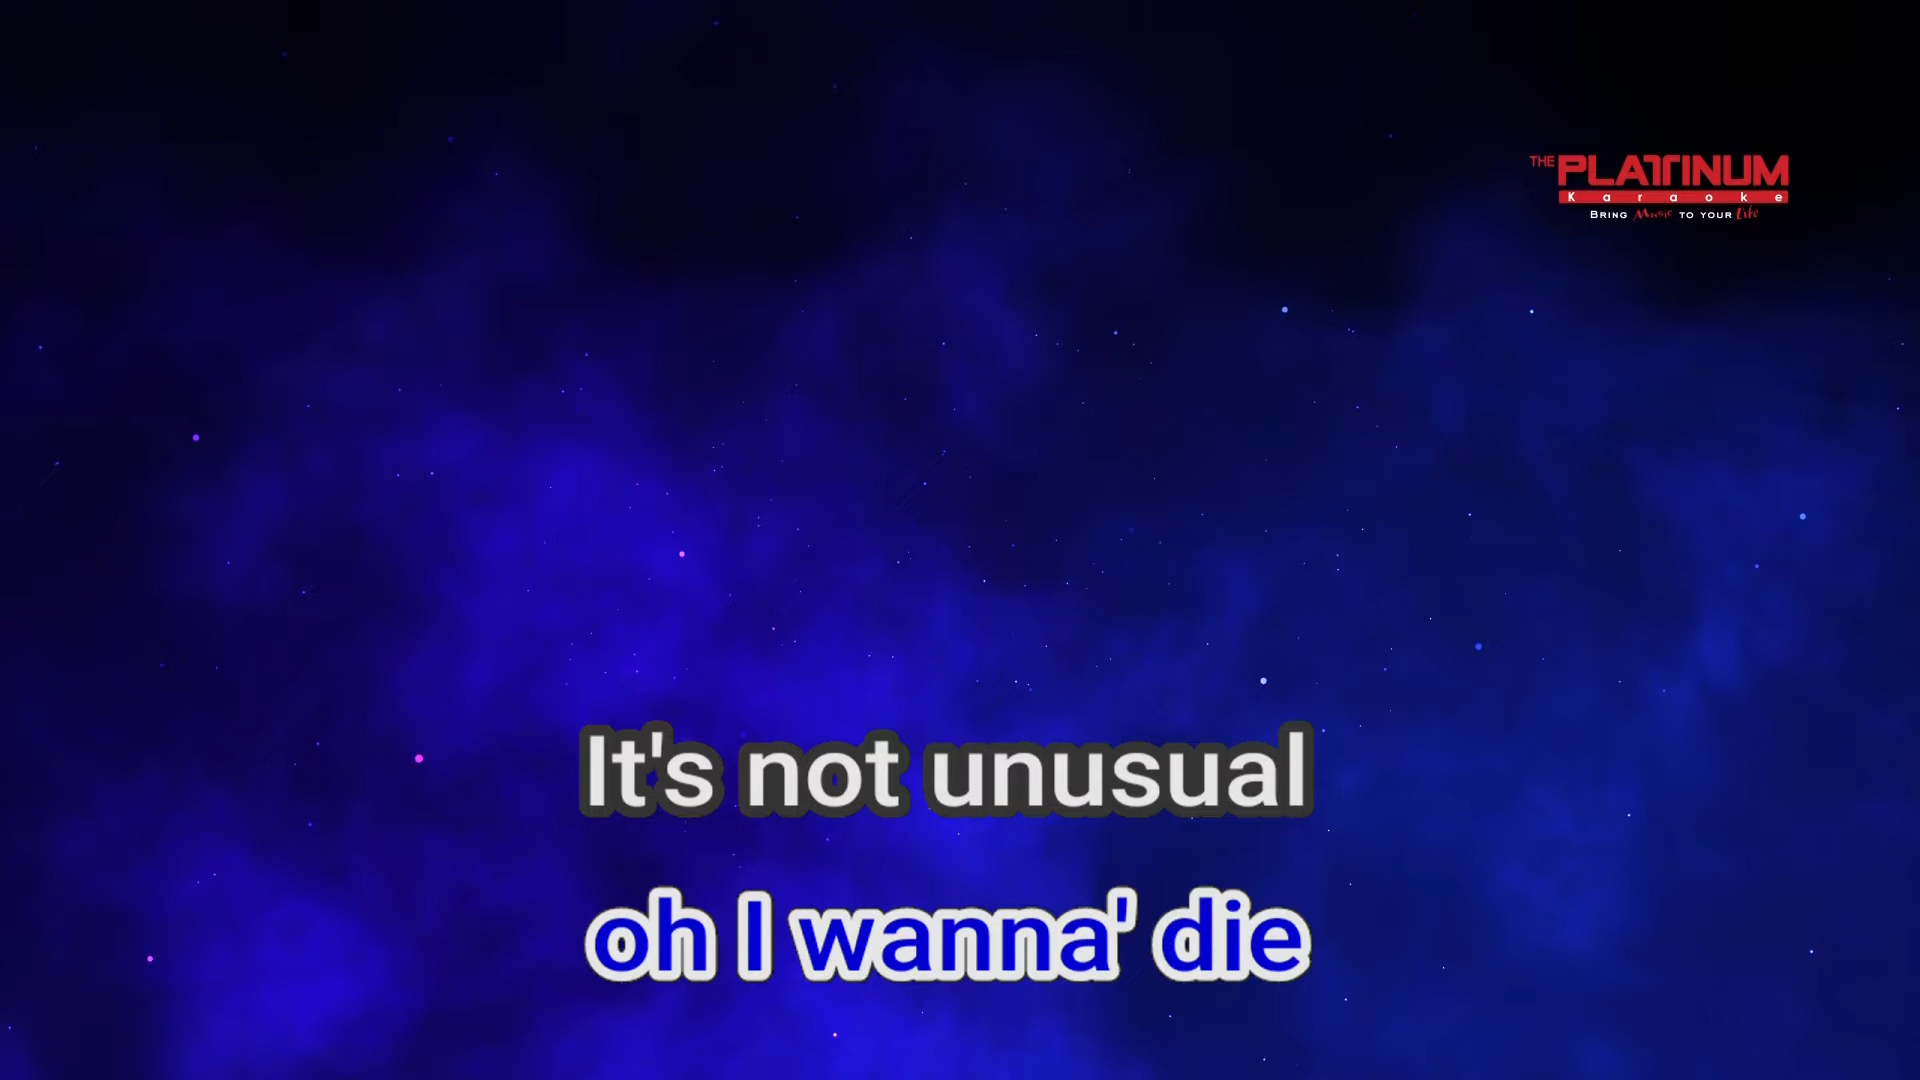 THE PLATINUM
Karaoke
BRING Music TO YOUR Life
It's not unusual
oh I wanna' die